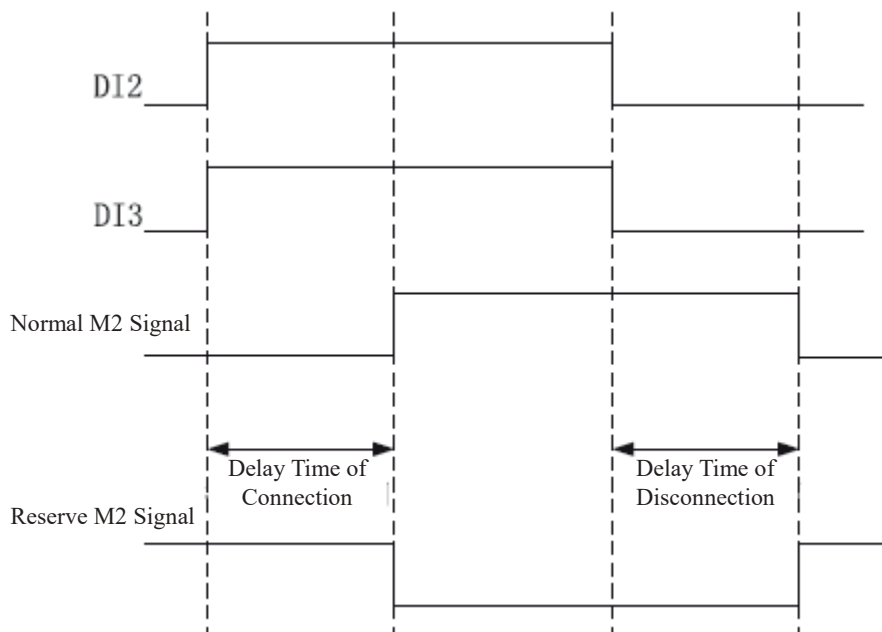 DI2
DI3
Normal M2 Signal
Delay Time of
Connection
Delay Time of
Disconnection
Reserve M2 Signal